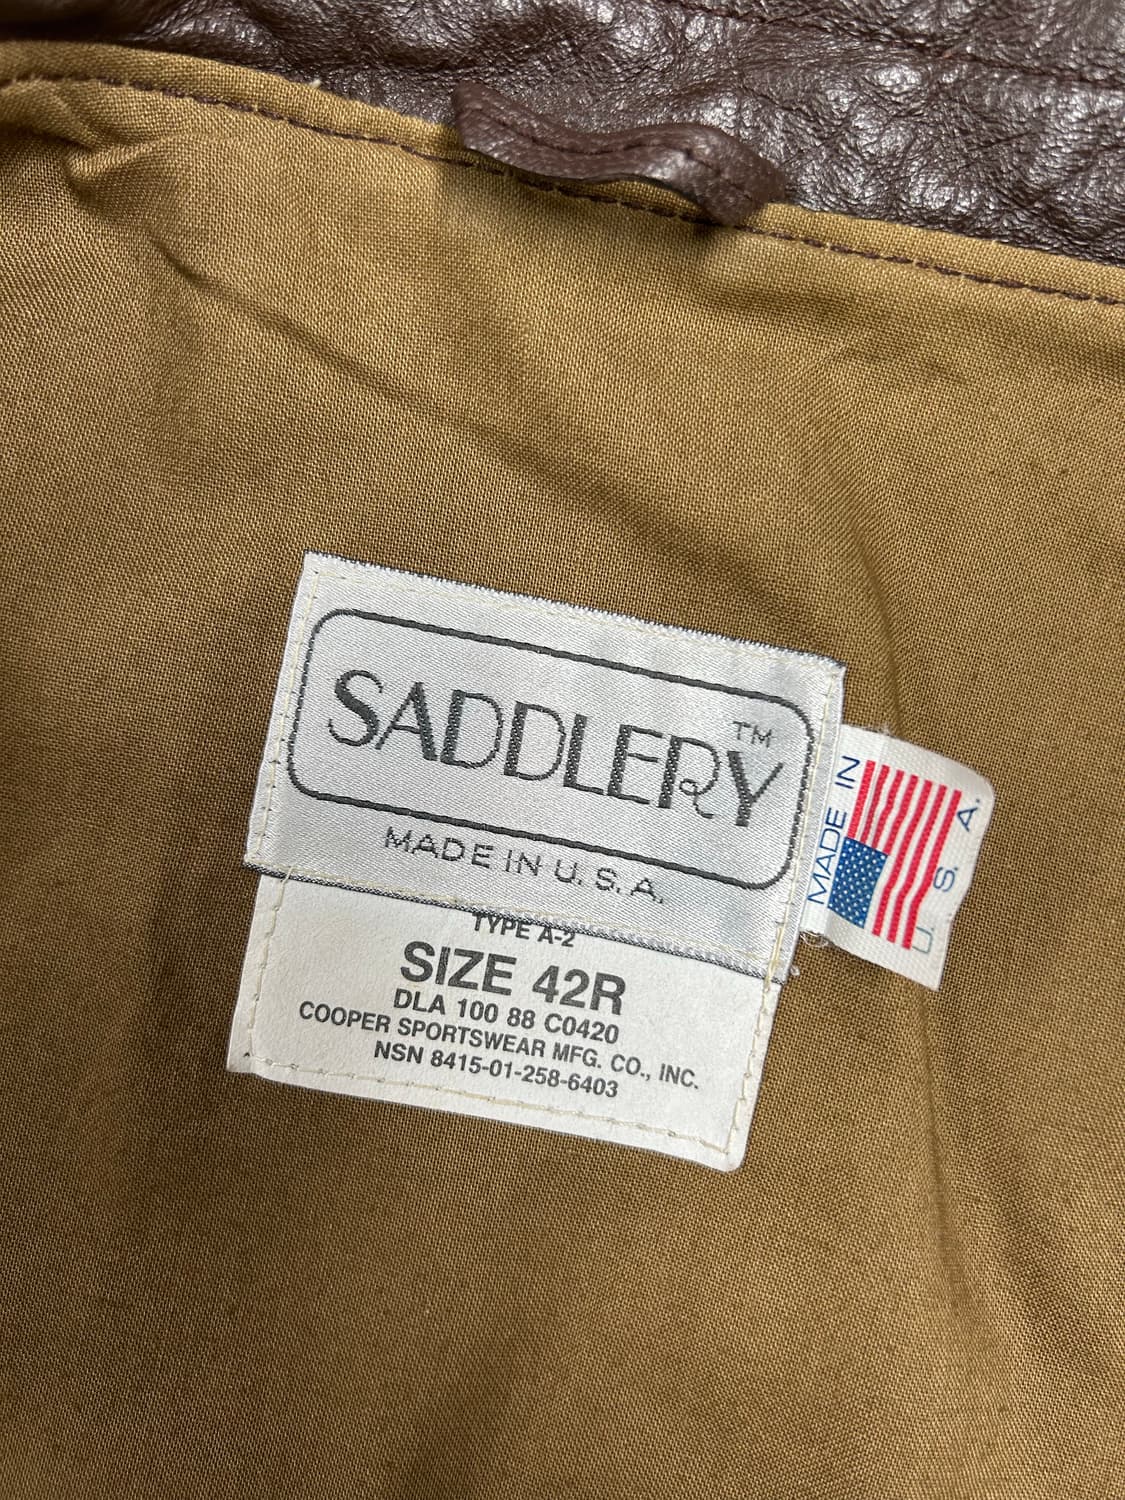 SADDLERY™
MADE IN U.S.A.
MADE IN
U. S. A.
TYPE A-2
SIZE 42R
DLA 100 88 C0420
COOPER SPORTSWEAR MFG. CO., INC.
NSN 8415-01-258-6403